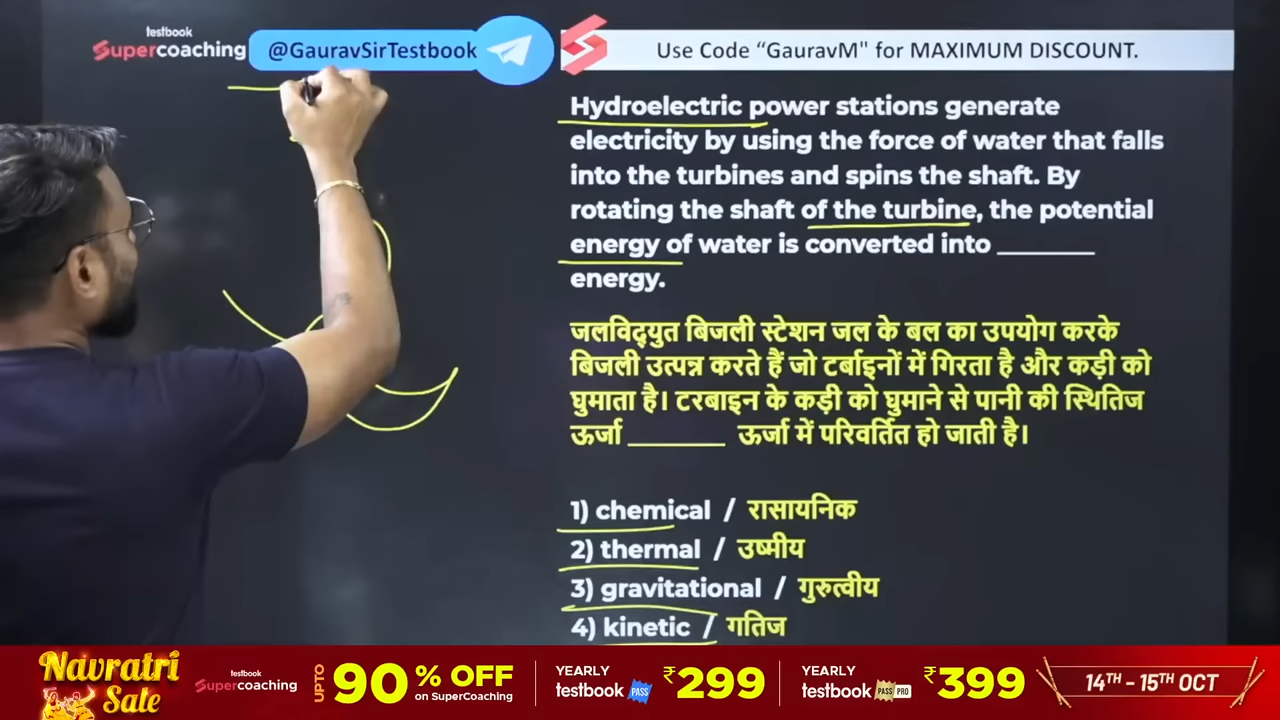 testbook
Supercoaching
@GauravSirTestbook
Use Code “GauravM" for MAXIMUM DISCOUNT.
Hydroelectric power stations generate
electricity by using the force of water that falls
into the turbines and spins the shaft. By
rotating the shaft of the turbine, the potential
energy of water is converted into ________
energy.
जलविद्युत बिजली स्टेशन जल के बल का उपयोग करके
बिजली उत्पन्न करते हैं जो टर्बाइनों में गिरता है और कड़ी को
घुमाता है। टरबाइन के कड़ी को घुमाने से पानी की स्थितिज
ऊर्जा ________ ऊर्जा में परिवर्तित हो जाती है।
1) chemical / रासायनिक
2) thermal / उष्मीय
3) gravitational / गुरुत्वीय
4) kinetic / गतिज
Navratri
Sale
testbook
Supercoaching
UPTO 90% OFF
on SuperCoaching
YEARLY
testbook PASS
₹299
YEARLY
testbook PASS PRO
₹399
14TH - 15TH OCT